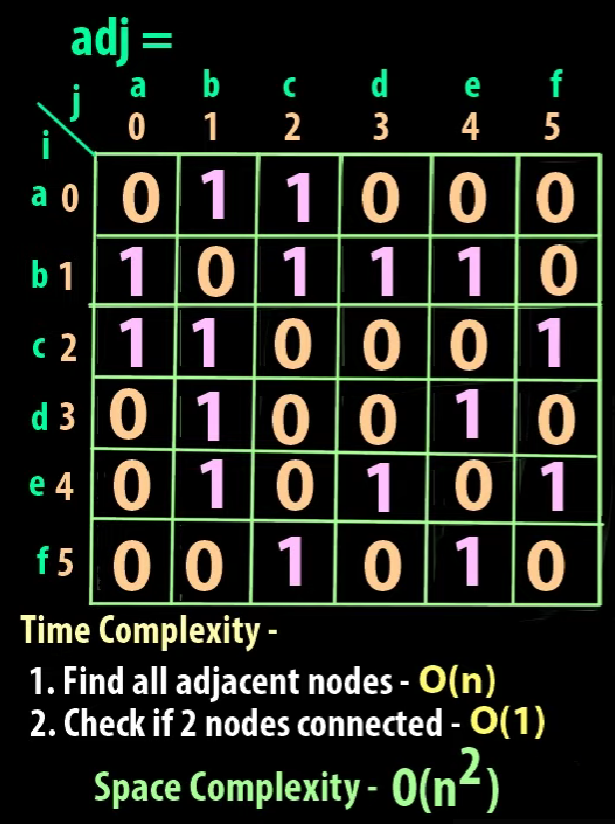 adj =
j a b c d e f
i 0 1 2 3 4 5
a 0 0 1 1 0 0 0
b 1 1 0 1 1 1 0
c 2 1 1 0 0 0 1
d 3 0 1 0 0 1 0
e 4 0 1 0 1 0 1
f 5 0 0 1 0 1 0
Time Complexity -
1. Find all adjacent nodes - O(n)
2. Check if 2 nodes connected - O(1)
Space Complexity - O(n²)